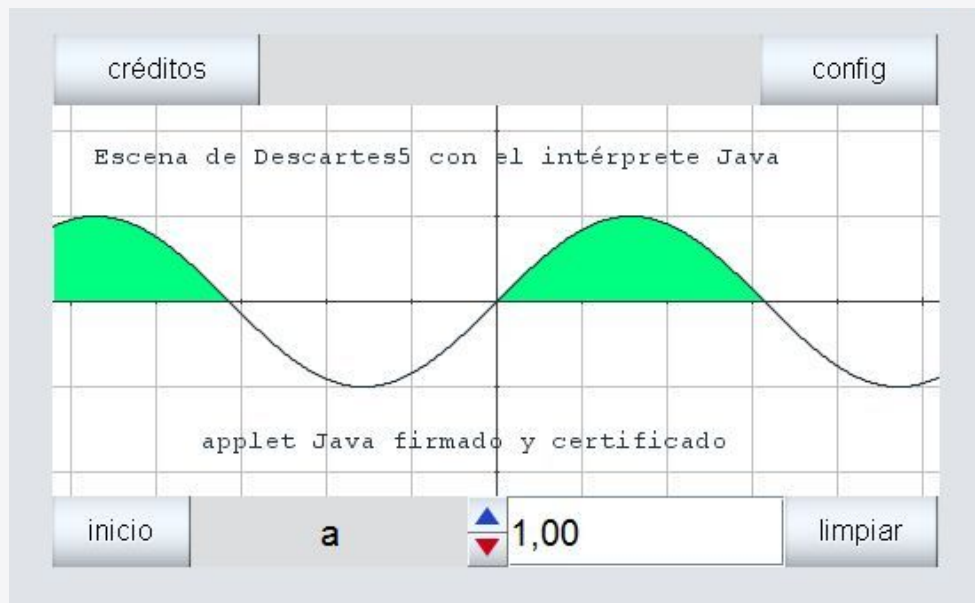 créditos config
Escena de Descartes5 con el intérprete Java
applet Java firmado y certificado
inicio a 1,00 limpiar